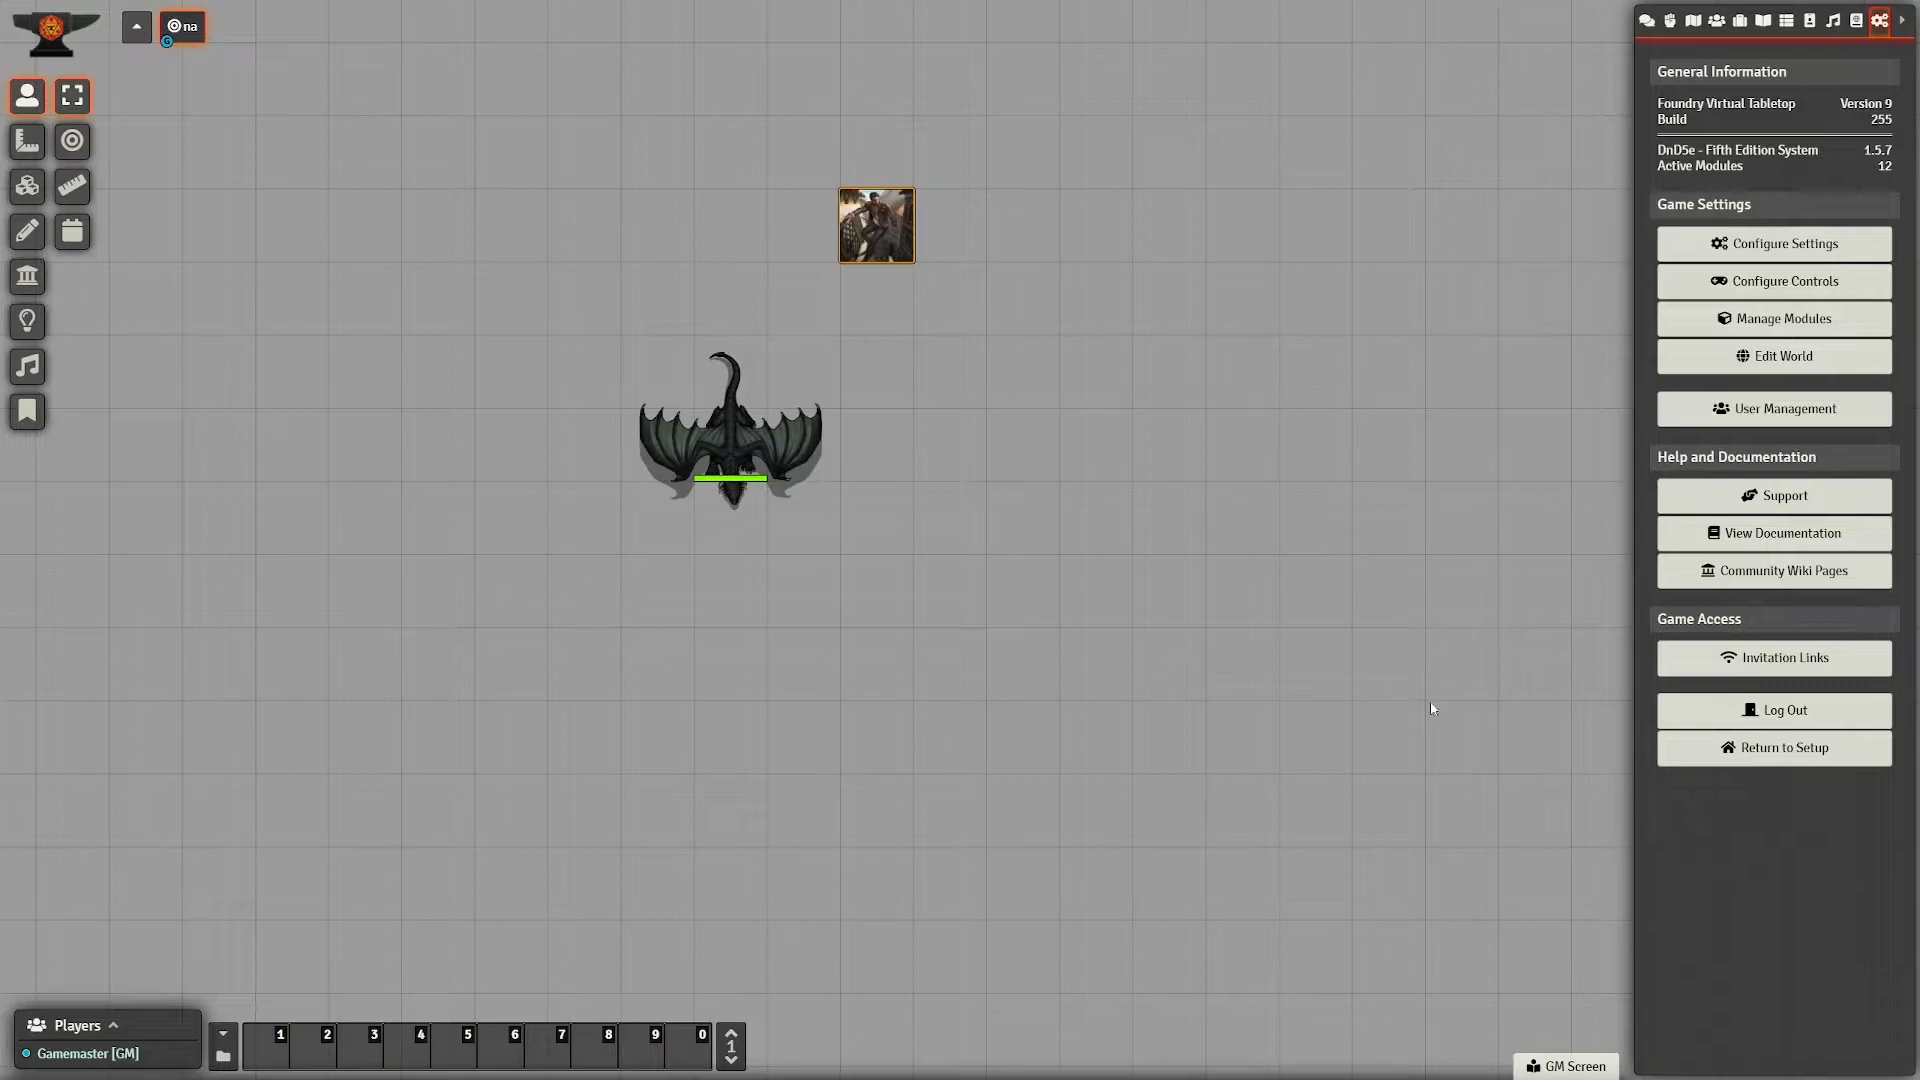 na
G
General Information
Foundry Virtual Tabletop Version 9
Build 255
DnD5e - Fifth Edition System 1.5.7
Active Modules 12
Game Settings
Configure Settings
Configure Controls
Manage Modules
Edit World
User Management
Help and Documentation
Support
View Documentation
Community Wiki Pages
Game Access
Invitation Links
Log Out
Return to Setup
Players
Gamemaster [GM]
1 2 3 4 5 6 7 8 9 0
1
GM Screen